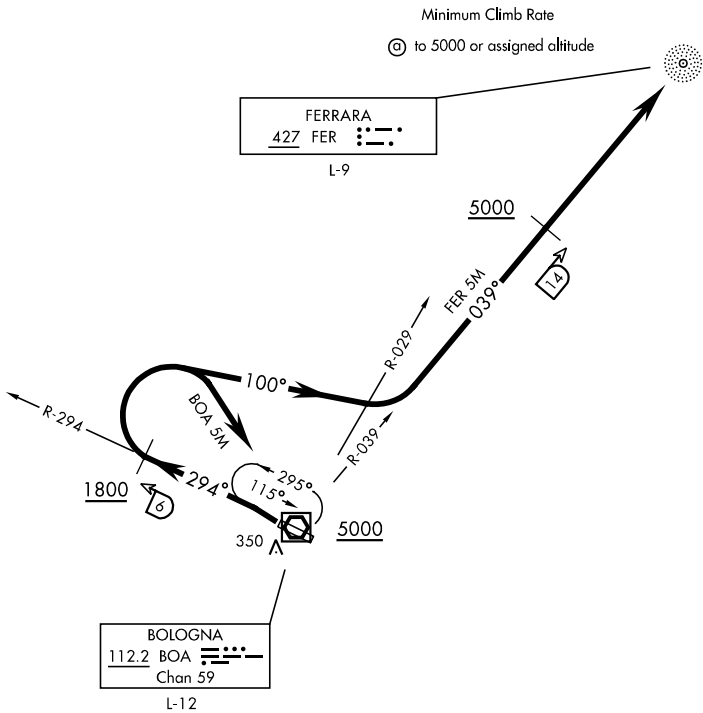 Minimum Climb Rate
ⓐ to 5000 or assigned altitude
FERRARA
427 FER
L-9
5000
14
FER 5M
039°
R-029
100°
R-039
BOA 5M
R-294
294°
295°
115°
1800
6
350
5000
BOLOGNA
112.2 BOA
Chan 59
L-12